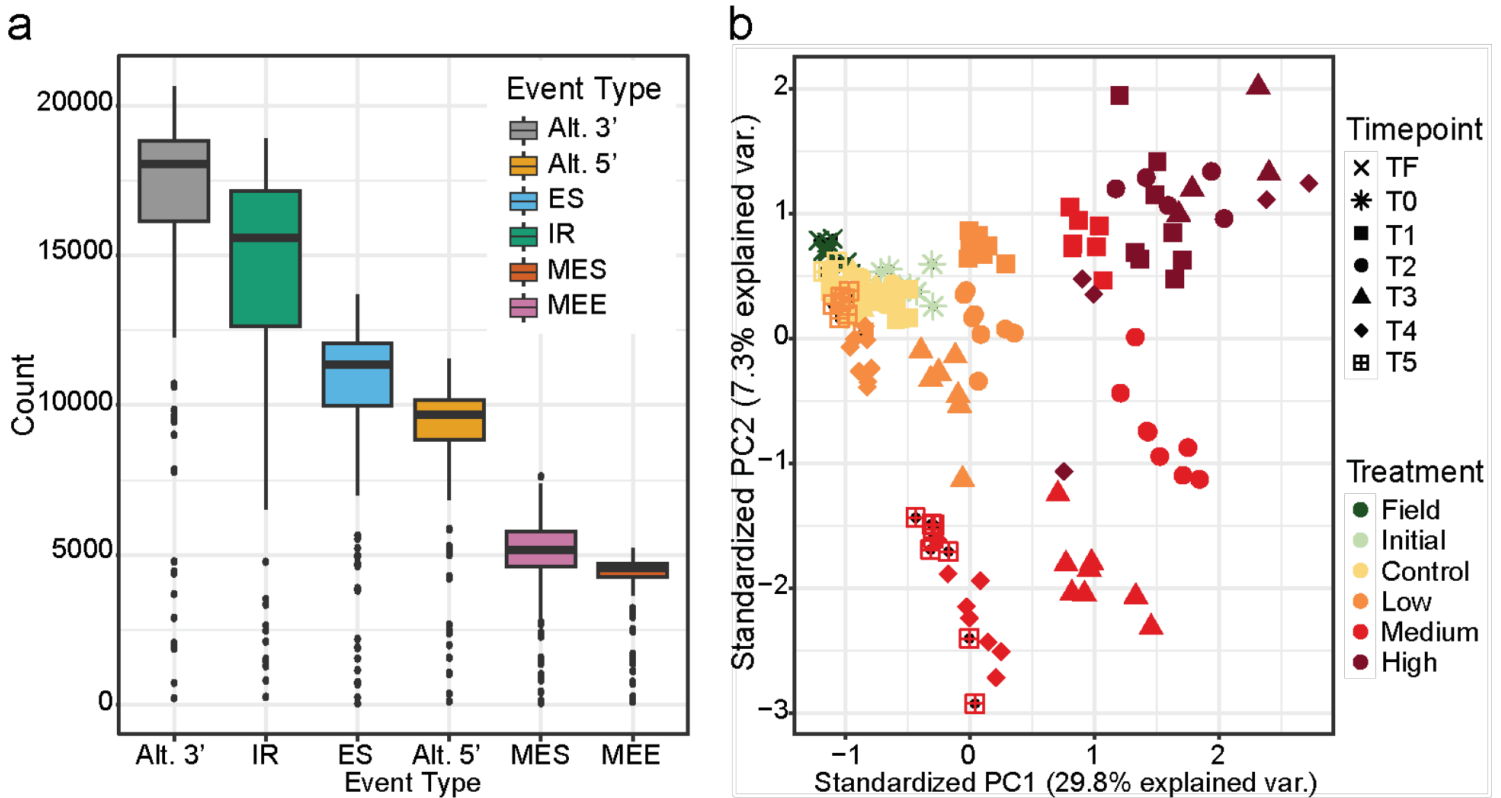 a
Count
20000
15000
10000
5000
0
Event Type
Alt. 3’
Alt. 5’
ES
IR
MES
MEE
Alt. 3’ IR ES Alt. 5’ MES MEE
Event Type
b
Standardized PC2 (7.3% explained var.)
2
1
0
−1
−2
−3
−1 0 1 2
Standardized PC1 (29.8% explained var.)
Timepoint
TF
T0
T1
T2
T3
T4
T5
Treatment
Field
Initial
Control
Low
Medium
High